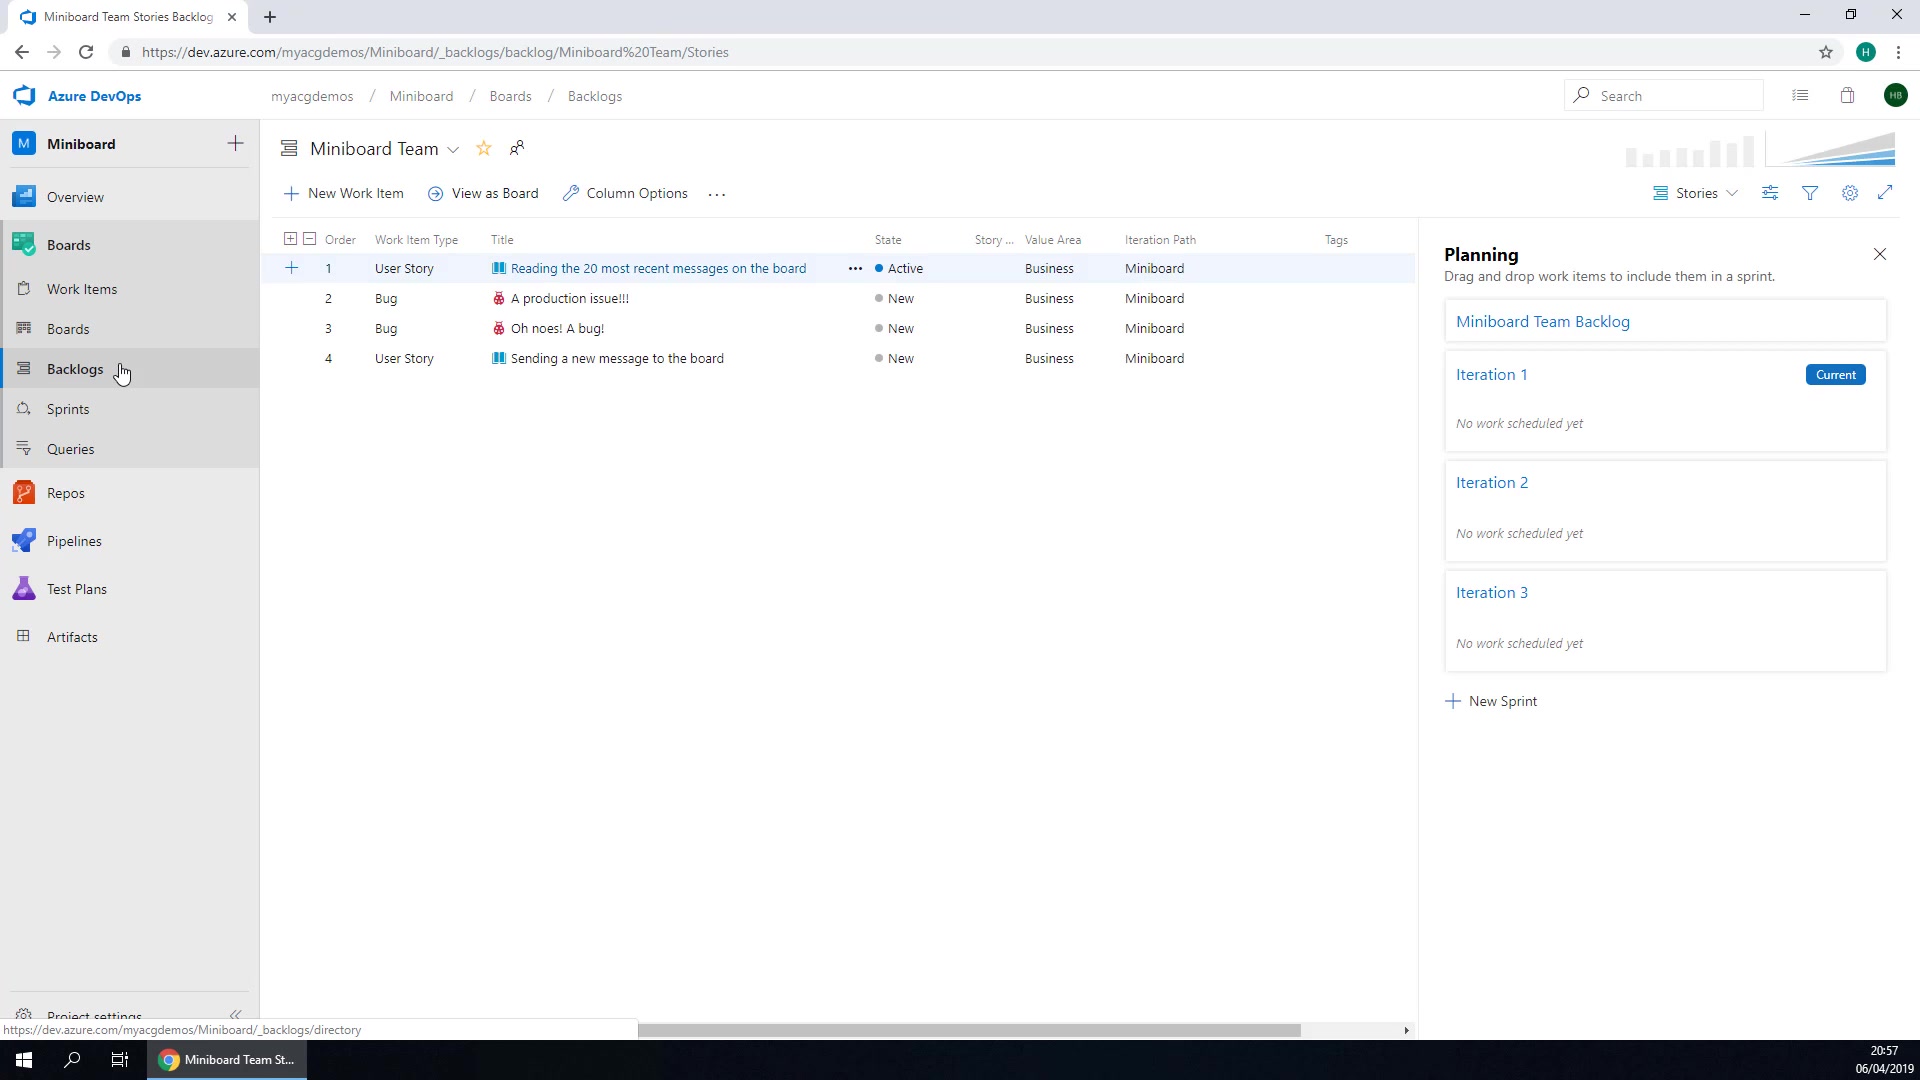 Miniboard Team Stories Backlog
https://dev.azure.com/myacgdemos/Miniboard/_backlogs/backlog/Miniboard%20Team/Stories
H
Azure DevOps
myacgdemos / Miniboard / Boards / Backlogs
Search
HB
M Miniboard
Overview
Boards
Work Items
Boards
Backlogs
Sprints
Queries
Repos
Pipelines
Test Plans
Artifacts
Project settings
https://dev.azure.com/myacgdemos/Miniboard/_backlogs/directory
Miniboard Team
New Work Item View as Board Column Options ...
Stories
Order Work Item Type Title State Story ... Value Area Iteration Path Tags
1 User Story Reading the 20 most recent messages on the board ... Active Business Miniboard
2 Bug A production issue!!! New Business Miniboard
3 Bug Oh noes! A bug! New Business Miniboard
4 User Story Sending a new message to the board New Business Miniboard
Planning
Drag and drop work items to include them in a sprint.
Miniboard Team Backlog
Iteration 1 Current
No work scheduled yet
Iteration 2
No work scheduled yet
Iteration 3
No work scheduled yet
New Sprint
Miniboard Team St...
20:57
06/04/2019